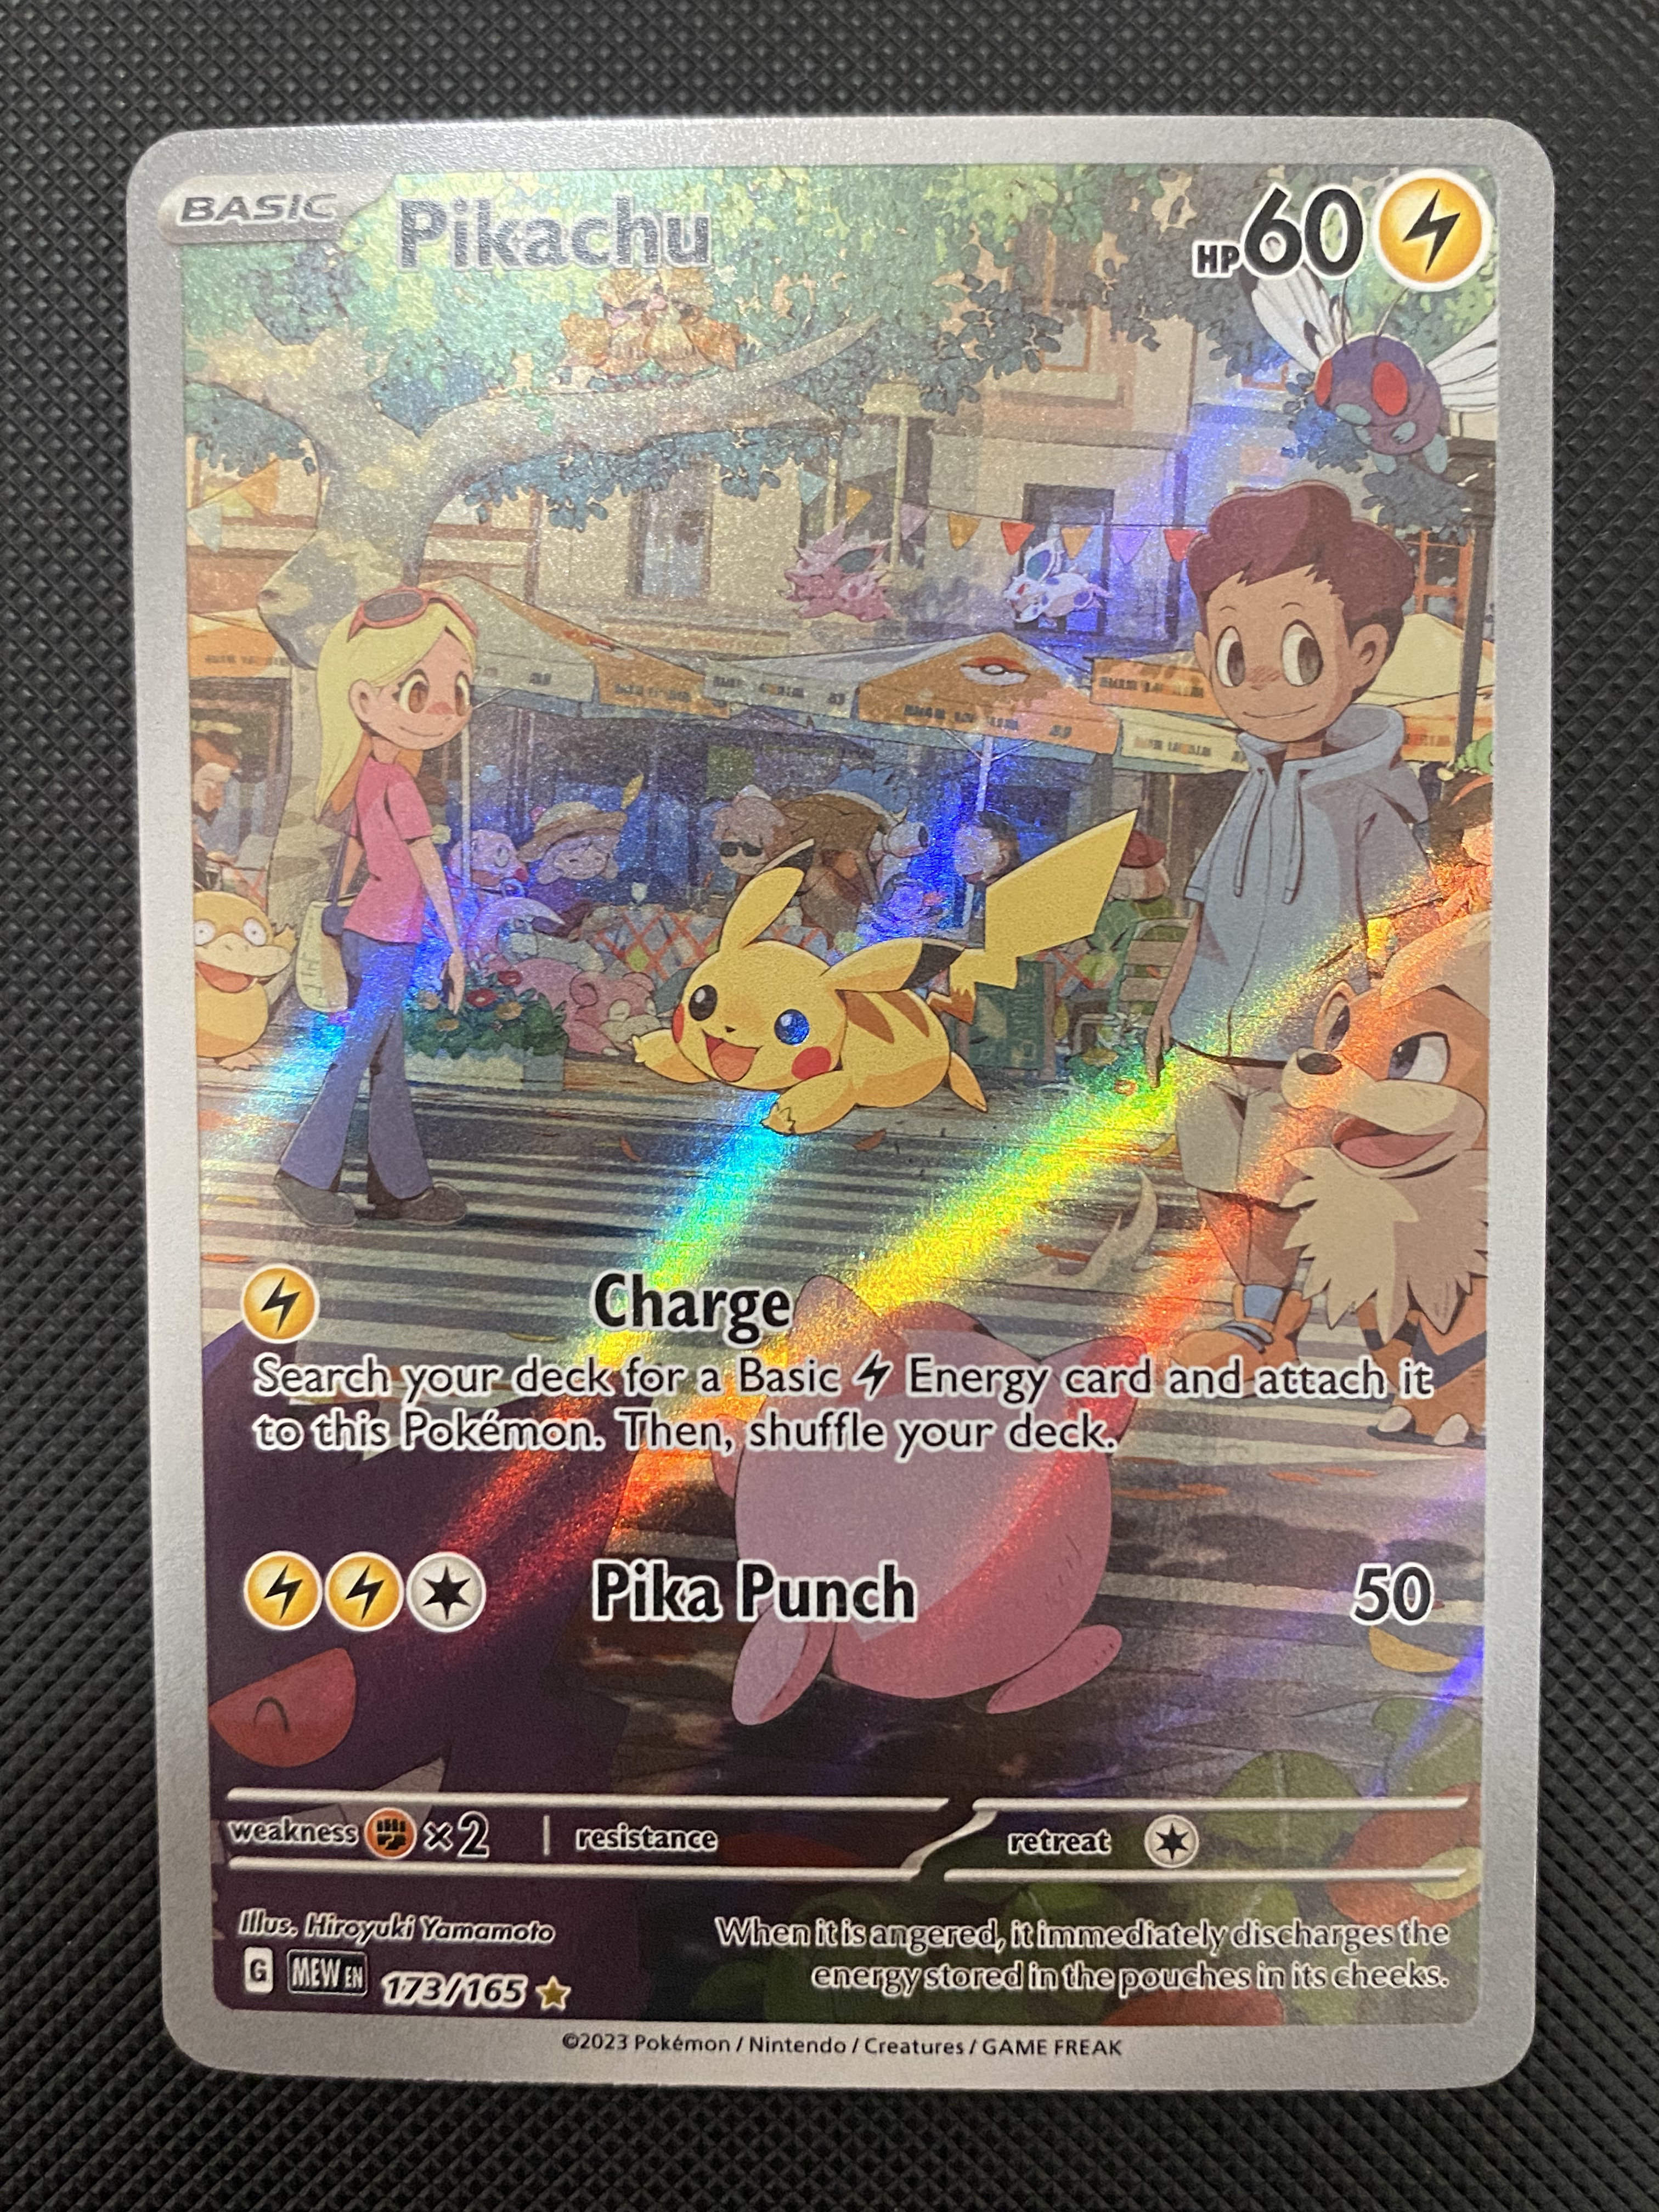 BASIC
Pikachu
HP 60
Charge
Search your deck for a Basic Energy card and attach it
to this Pokémon. Then, shuffle your deck.
Pika Punch 50
weakness ×2 | resistance
retreat
Illus. Hiroyuki Yamamoto
G MEW EN 173/165
When it is angered, it immediately discharges the
energy stored in the pouches in its cheeks.
©2023 Pokémon / Nintendo / Creatures / GAME FREAK